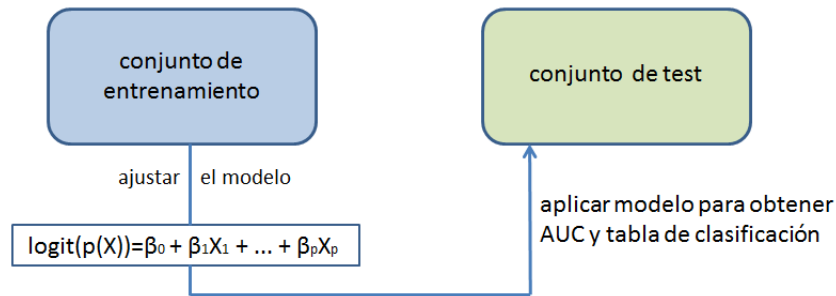 conjunto de
entrenamiento
conjunto de test
ajustar el modelo
logit(p(X))=β₀ + β₁X₁ + ... + βₚXₚ
aplicar modelo para obtener
AUC y tabla de clasificación